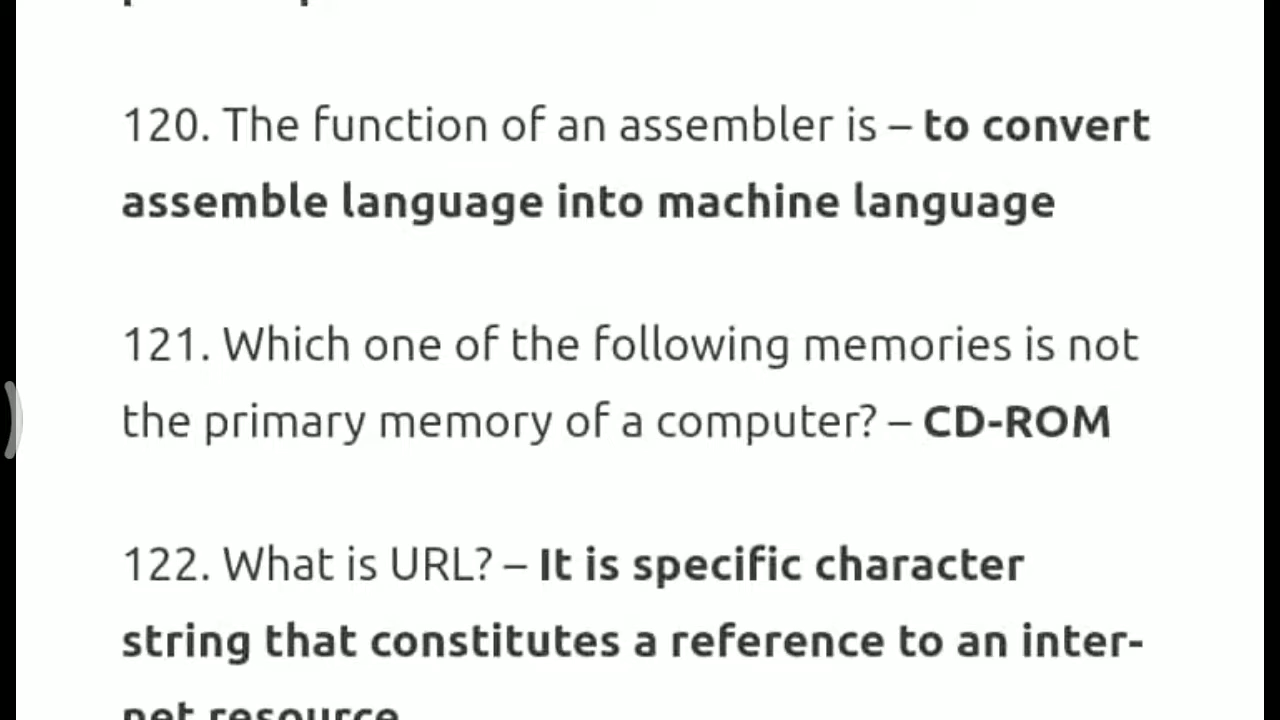 120. The function of an assembler is – to convert
assemble language into machine language
121. Which one of the following memories is not
the primary memory of a computer? – CD-ROM
122. What is URL? – It is specific character
string that constitutes a reference to an inter-
net resource